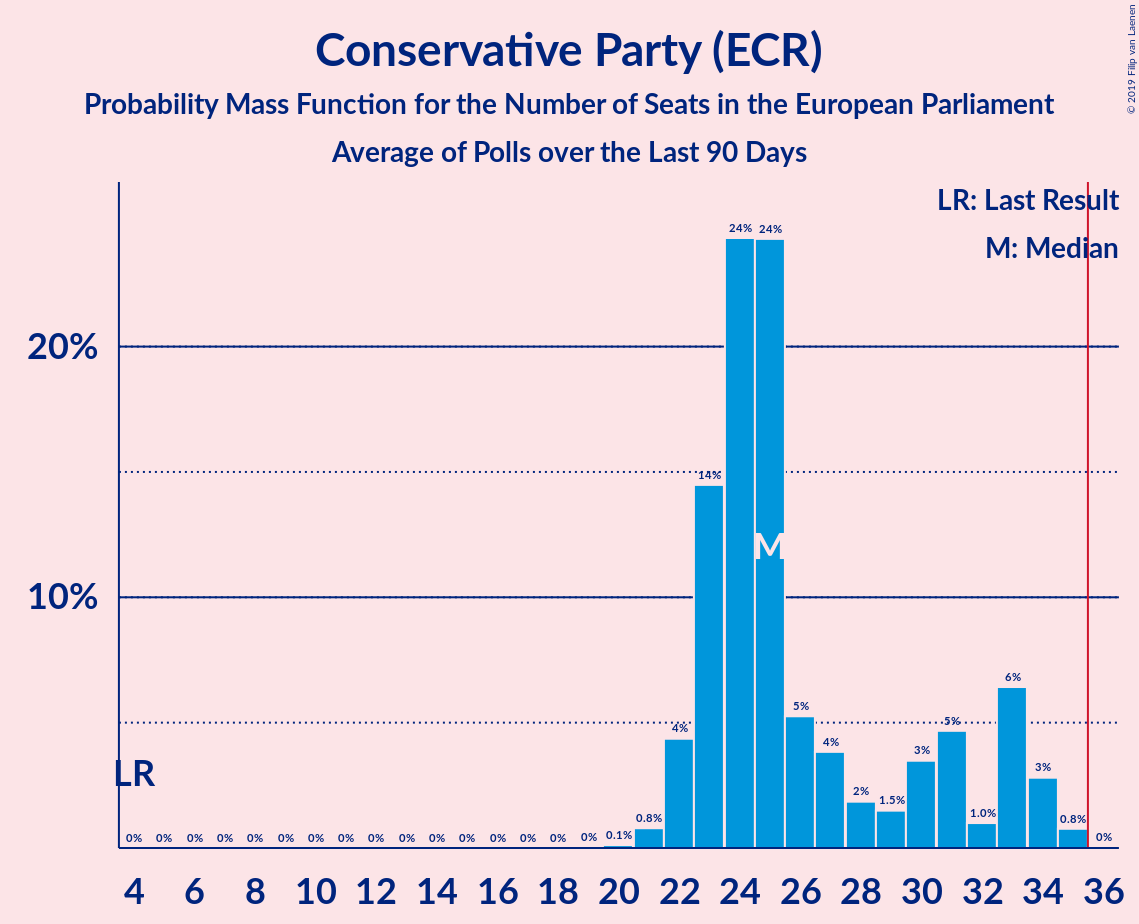 Conservative Party (ECR)
Probability Mass Function for the Number of Seats in the European Parliament
Average of Polls over the Last 90 Days
© 2019 Filip van Laenen
LR: Last Result
M: Median
24% 24%
20%
14%
M
10%
6%
5% 5%
4% 4%
3% 3%
LR
2% 1.5%
0.8% 1.0% 0.8%
0% 0% 0% 0% 0% 0% 0% 0% 0% 0% 0% 0% 0% 0% 0% 0% 0.1% 0%
4 6 8 10 12 14 16 18 20 22 24 26 28 30 32 34 36